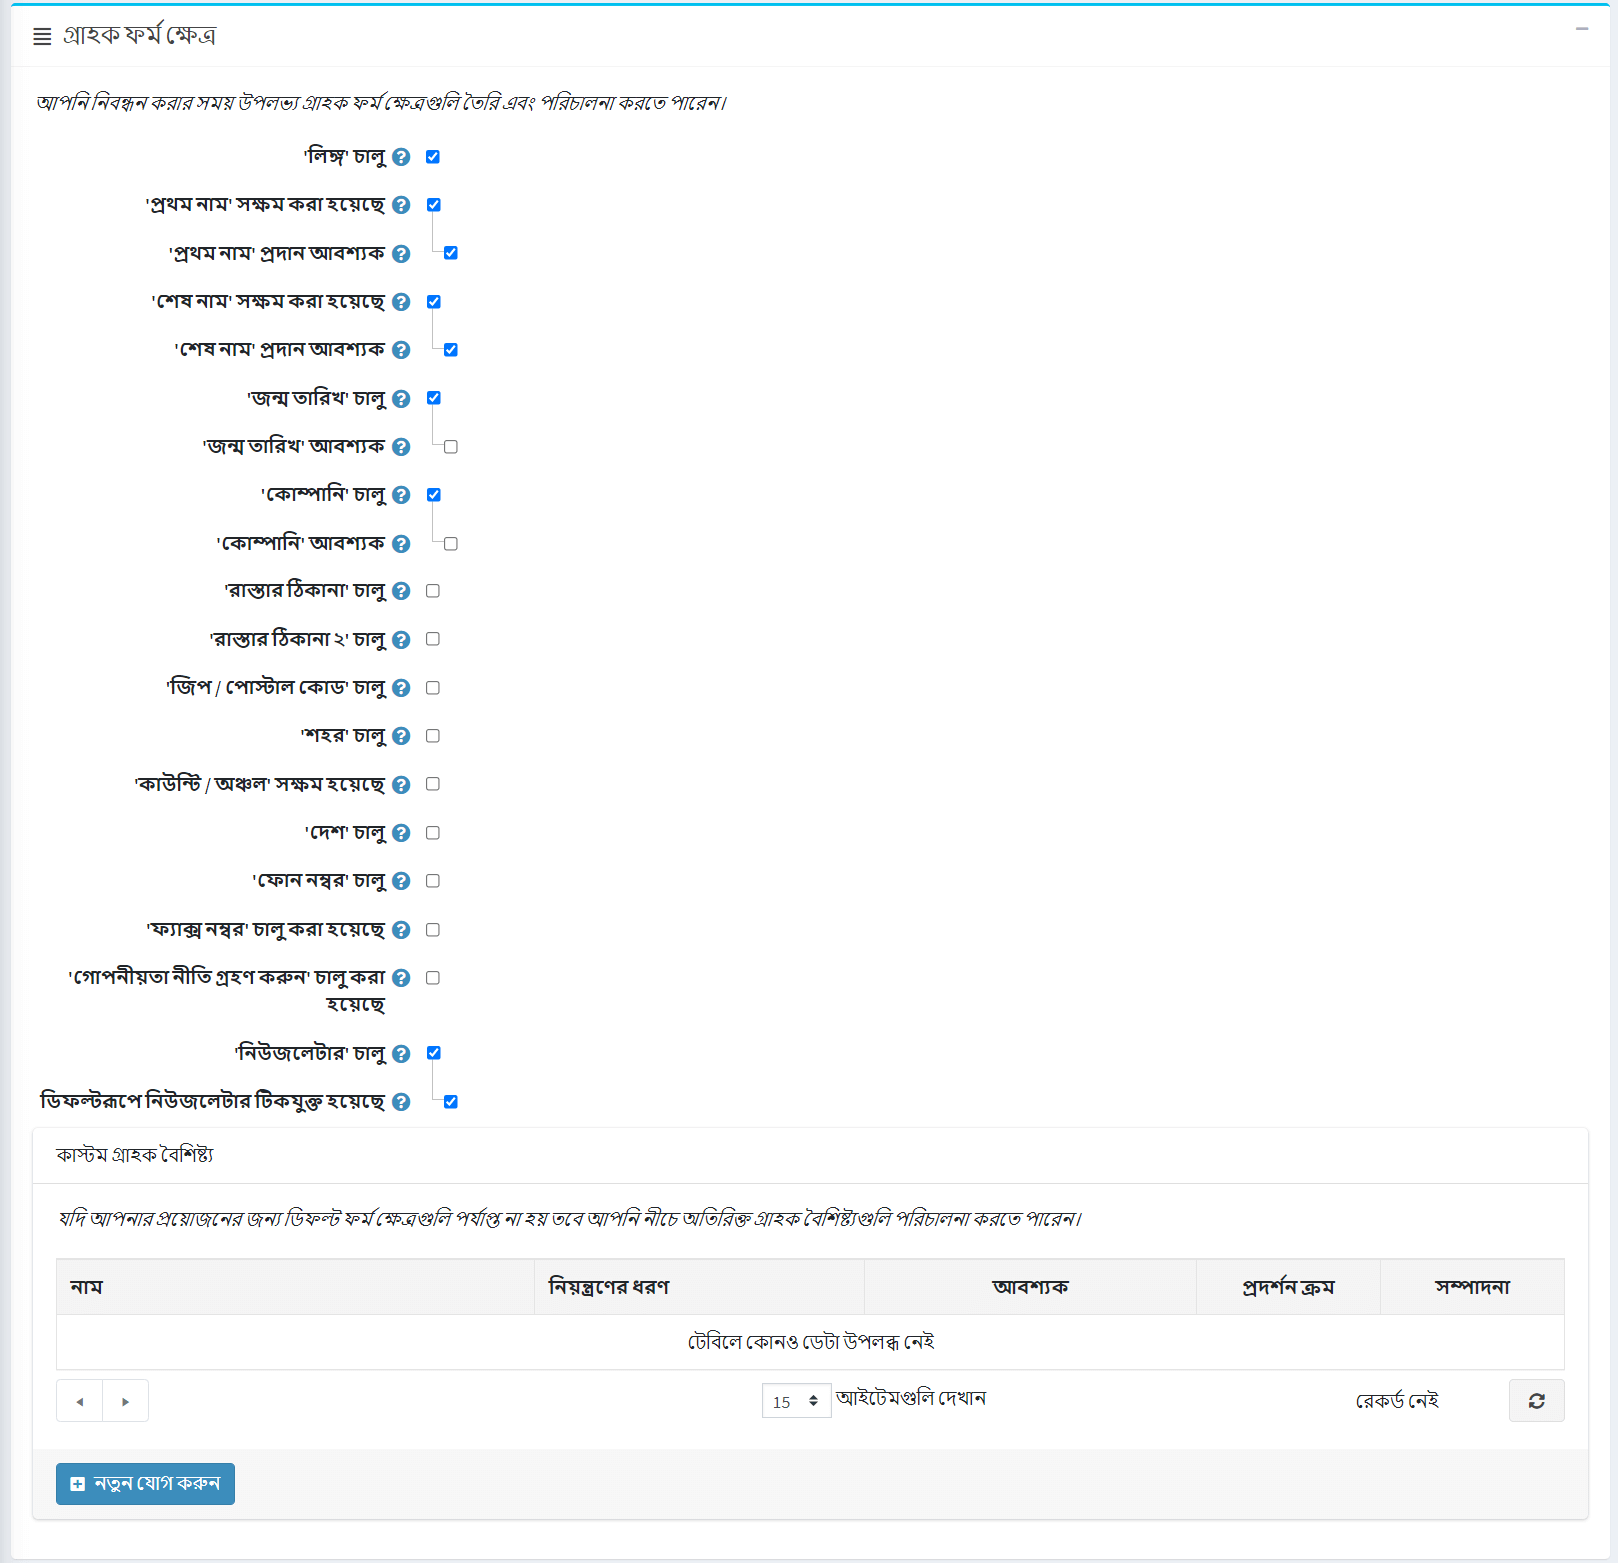 গ্রাহক ফর্ম ক্ষেত্র
আপনি নিবন্ধন করার সময় উপলভ্য গ্রাহক ফর্ম ক্ষেত্রগুলি তৈরি এবং পরিচালনা করতে পারেন।
'লিঙ্গ' চালু
'প্রথম নাম' সক্ষম করা হয়েছে
'প্রথম নাম' প্রদান আবশ্যক
'শেষ নাম' সক্ষম করা হয়েছে
'শেষ নাম' প্রদান আবশ্যক
'জন্ম তারিখ' চালু
'জন্ম তারিখ' আবশ্যক
'কোম্পানি' চালু
'কোম্পানি' আবশ্যক
'রাস্তার ঠিকানা' চালু
'রাস্তার ঠিকানা ২' চালু
'জিপ / পোস্টাল কোড' চালু
'শহর' চালু
'কাউন্টি / অঞ্চল' সক্ষম হয়েছে
'দেশ' চালু
'ফোন নম্বর' চালু
'ফ্যাক্স নম্বর' চালু করা হয়েছে
'গোপনীয়তা নীতি গ্রহণ করুন' চালু করা
হয়েছে
'নিউজলেটার' চালু
ডিফল্টরূপে নিউজলেটার টিকযুক্ত হয়েছে
কাস্টম গ্রাহক বৈশিষ্ট্য
যদি আপনার প্রয়োজনের জন্য ডিফল্ট ফর্ম ক্ষেত্রগুলি পর্যাপ্ত না হয় তবে আপনি নীচে অতিরিক্ত গ্রাহক বৈশিষ্ট্যগুলি পরিচালনা করতে পারেন।
নাম নিয়ন্ত্রণের ধরণ আবশ্যক প্রদর্শন ক্রম সম্পাদনা
টেবিলে কোনও ডেটা উপলব্ধ নেই
15 আইটেমগুলি দেখান রেকর্ড নেই
নতুন যোগ করুন